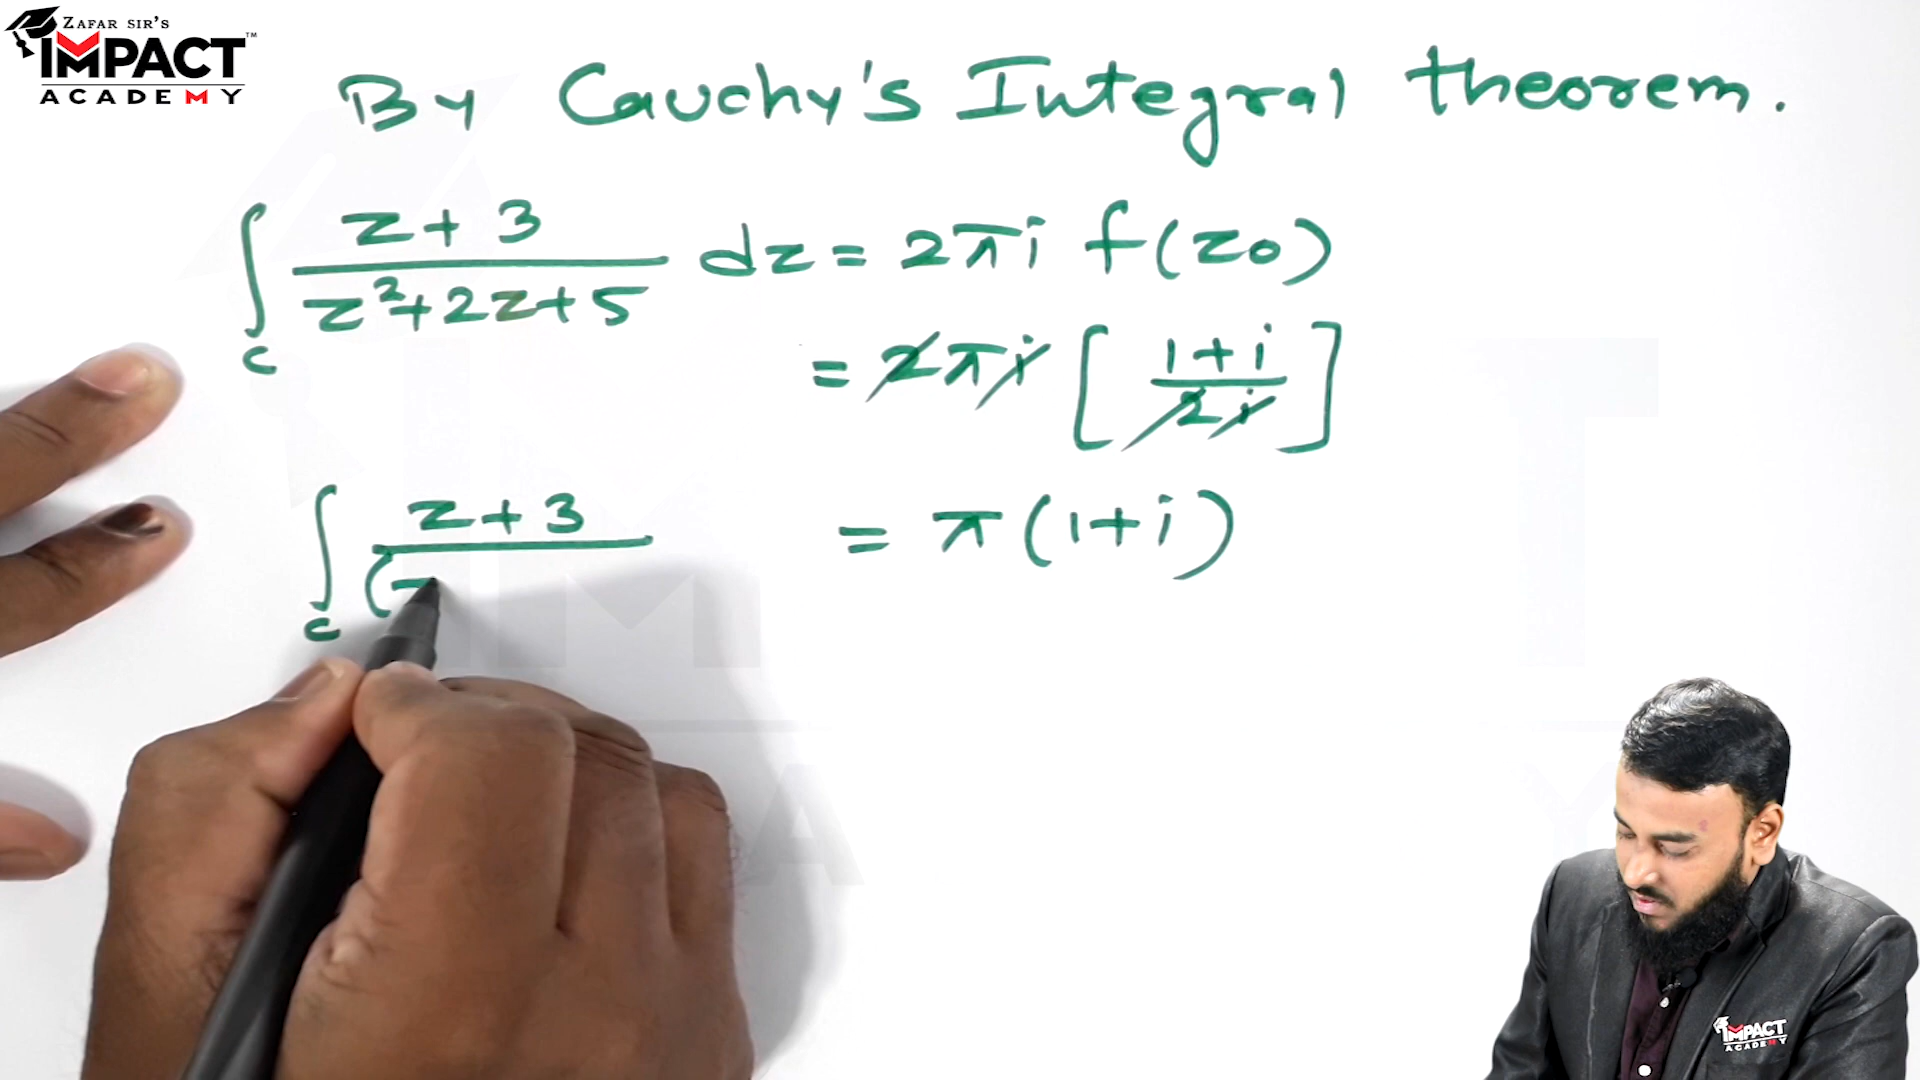 ZAFAR SIR'S
IMPACT™
ACADEMY
By Cauchy's Integral theorem.
∫_C (z + 3)/(z²+2z+5) dz = 2πi f(z0)
= 2πi [ (1+i)/(2i) ]
∫_C (z + 3)/( = π(1+i)
IMPACT
ACADEMY